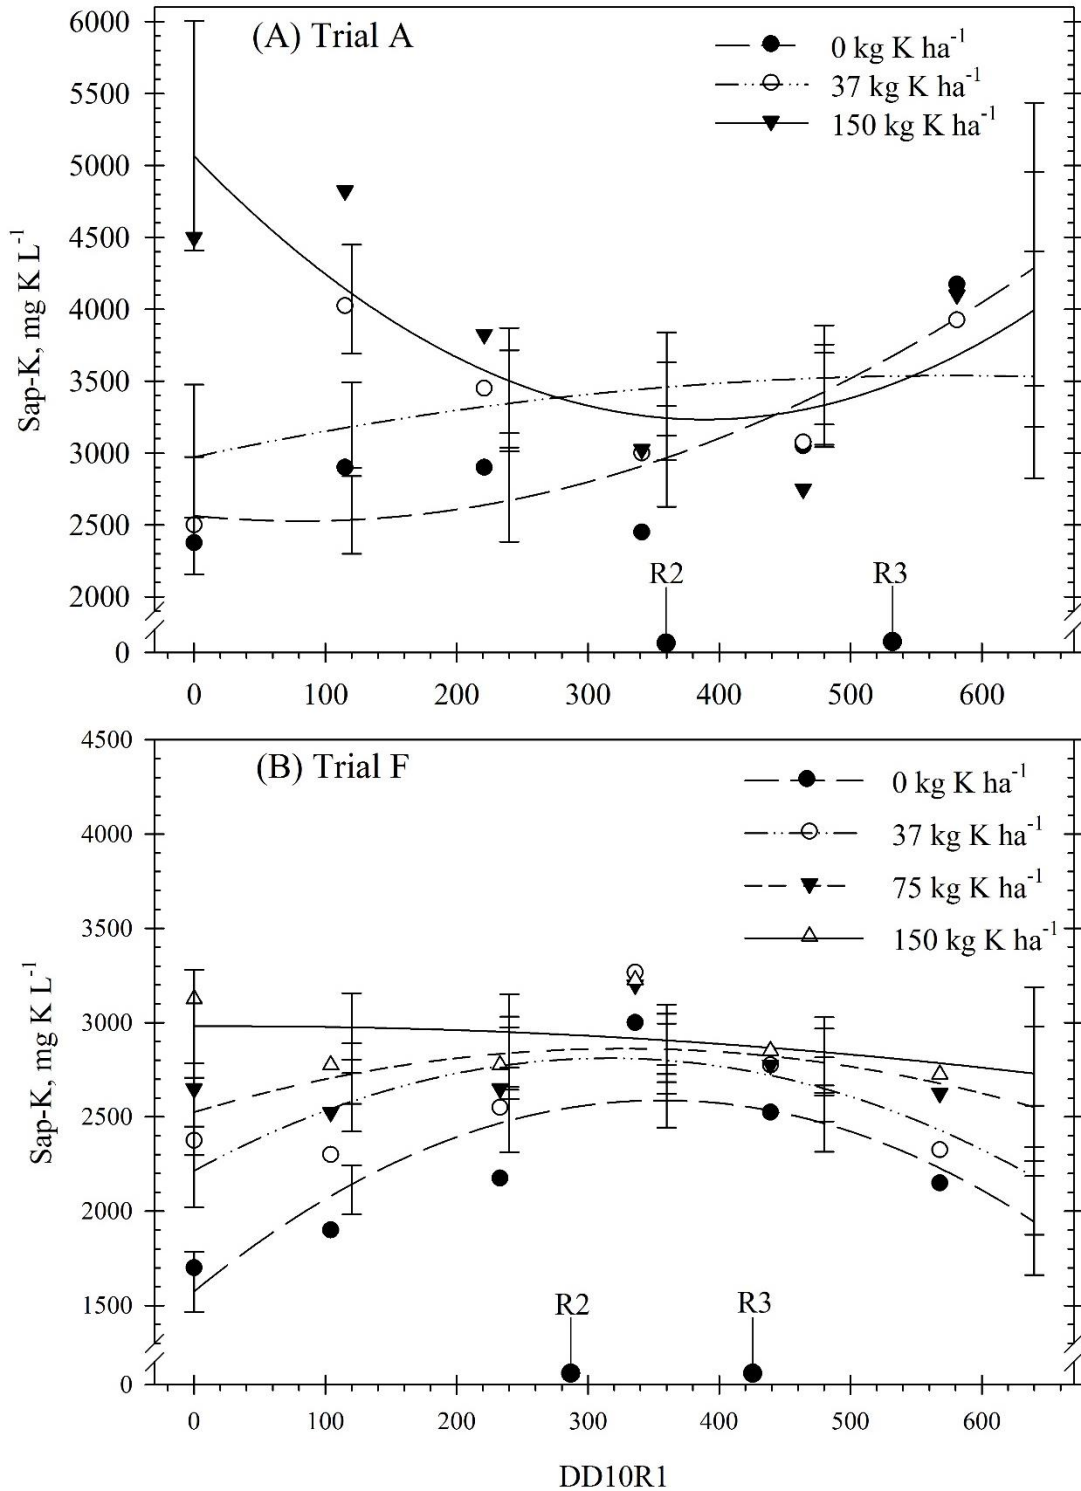 (A) Trial A
0 kg K ha⁻¹
37 kg K ha⁻¹
150 kg K ha⁻¹
Sap-K, mg K L⁻¹
6000
5500
5000
4500
4000
3500
3000
2500
2000
0
R2
R3
0 100 200 300 400 500 600
(B) Trial F
0 kg K ha⁻¹
37 kg K ha⁻¹
75 kg K ha⁻¹
150 kg K ha⁻¹
Sap-K, mg K L⁻¹
4500
4000
3500
3000
2500
2000
1500
0
R2
R3
0 100 200 300 400 500 600
DD10R1